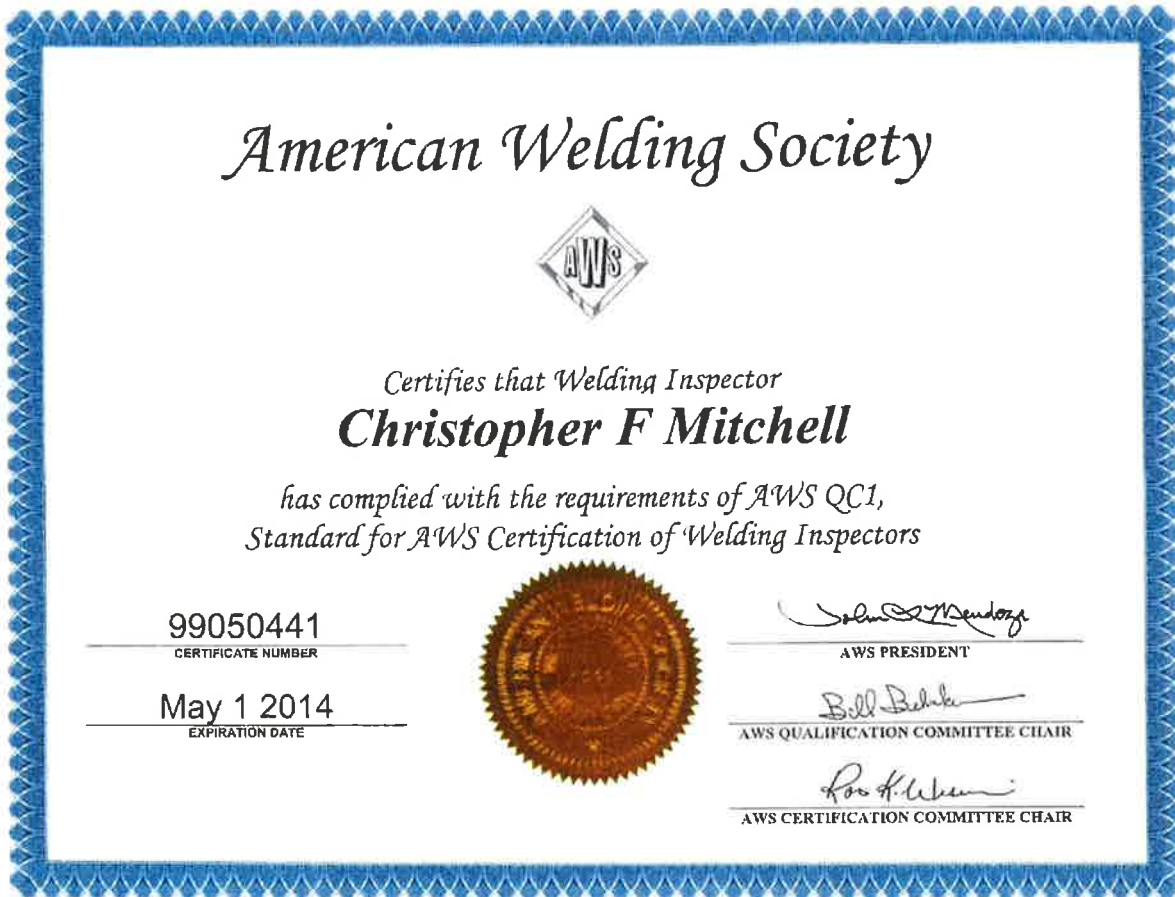 American Welding Society
AWS
Certifies that Welding Inspector
Christopher F Mitchell
has complied with the requirements of AWS QC1,
Standard for AWS Certification of Welding Inspectors
99050441
CERTIFICATE NUMBER
May 1 2014
EXPIRATION DATE
AWS PRESIDENT
AWS QUALIFICATION COMMITTEE CHAIR
AWS CERTIFICATION COMMITTEE CHAIR